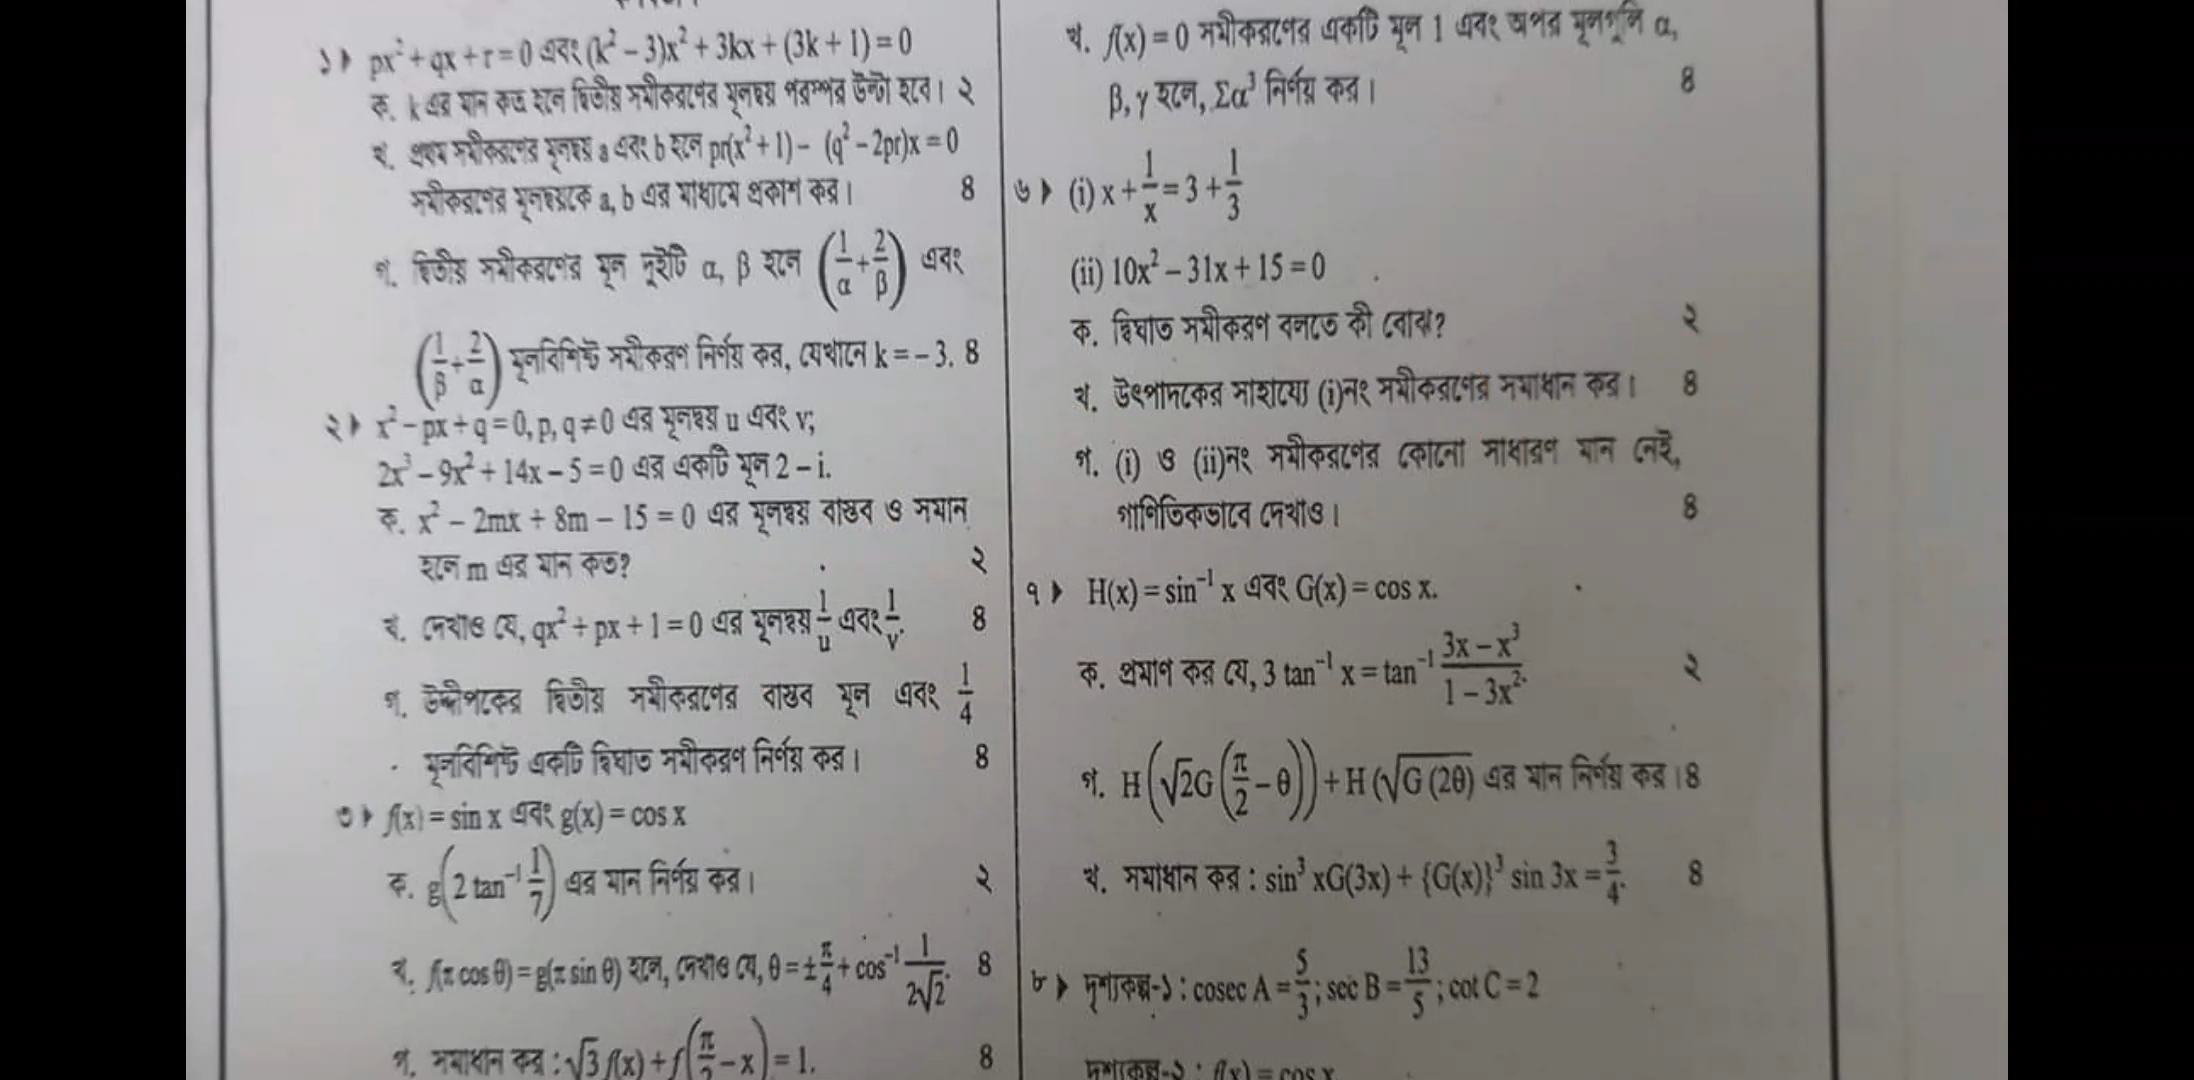 ১▶ px² + qx + r = 0 এবং (k² – 3)x² + 3kx + (3k + 1) = 0
ক. k এর মান কত হলে দ্বিতীয় সমীকরণের মূলদ্বয় পরস্পর উল্টো হবে। ২
খ. প্রথম সমীকরণের মূলদ্বয় a এবং b হলে pr(x² + 1) – (q² – 2pr)x = 0
সমীকরণের মূলদ্বয়কে a, b এর মাধ্যমে প্রকাশ কর। ৪
গ. দ্বিতীয় সমীকরণের মূল দুইটি α, β হলে (1/α + 2/β) এবং
(1/β + 2/α) মূলবিশিষ্ট সমীকরণ নির্ণয় কর, যেখানে k = – 3. ৪
২▶ x² – px + q = 0, p, q ≠ 0 এর মূলদ্বয় u এবং v;
2x³ – 9x² + 14x – 5 = 0 এর একটি মূল 2 – i.
ক. x² – 2mx + 8m – 15 = 0 এর মূলদ্বয় বাস্তব ও সমান
হলে m এর মান কত? ২
খ. দেখাও যে, qx² + px + 1 = 0 এর মূলদ্বয় 1/u এবং 1/v. ৪
গ. উদ্দীপকের দ্বিতীয় সমীকরণের বাস্তব মূল এবং 1/4
মূলবিশিষ্ট একটি দ্বিঘাত সমীকরণ নির্ণয় কর। ৪
৩▶ f(x) = sin x এবং g(x) = cos x
ক. g(2 tan⁻¹ 1/7) এর মান নির্ণয় কর। ২
খ. f(π cos θ) = g(π sin θ) হলে, দেখাও যে, θ = ± π/4 + cos⁻¹ 1/2√2. ৪
গ. সমাধান কর : √3 f(x) + f(π/2 – x) = 1. ৪
খ. f(x) = 0 সমীকরণের একটি মূল 1 এবং অপর মূলগুলি α,
β, γ হলে, Σα³ নির্ণয় কর। ৪
৬▶ (i) x + 1/x = 3 + 1/3
(ii) 10x² – 31x + 15 = 0
ক. দ্বিঘাত সমীকরণ বলতে কী বোঝ? ২
খ. উৎপাদকের সাহায্যে (i)নং সমীকরণের সমাধান কর। ৪
গ. (i) ও (ii)নং সমীকরণের কোনো সাধারণ মান নেই,
গাণিতিকভাবে দেখাও। ৪
৭▶ H(x) = sin⁻¹ x এবং G(x) = cos x.
ক. প্রমাণ কর যে, 3 tan⁻¹ x = tan⁻¹ (3x – x³)/(1 – 3x²). ২
গ. H(√2G(π/2 – θ)) + H(√G(2θ) এর মান নির্ণয় কর। ৪
খ. সমাধান কর : sin³ xG(3x) + {G(x)}³ sin 3x = 3/4. ৪
৮▶ দৃশ্যকল্প-১ : cosec A = 5/3; sec B = 13/5; cot C = 2
দৃশ্যকল্প-২ : f(x) = cos x